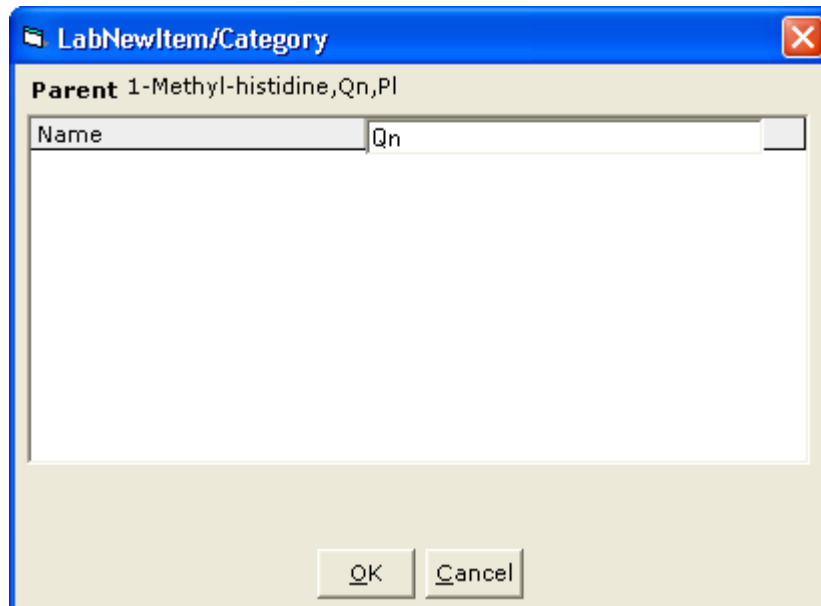 LabNewItem/Category
Parent 1-Methyl-histidine,Qn,Pl
Name Qn
OK Cancel